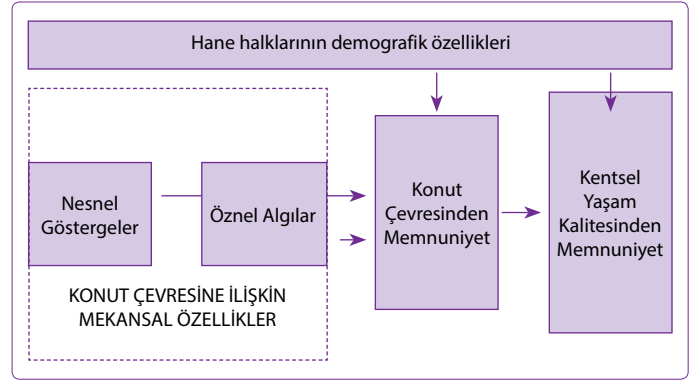 Hane halklarının demografik özellikleri
Nesnel
Göstergeler
Öznel Algılar
KONUT ÇEVRESİNE İLİŞKİN
MEKANSAL ÖZELLİKLER
Konut
Çevresinden
Memnuniyet
Kentsel
Yaşam
Kalitesinden
Memnuniyet